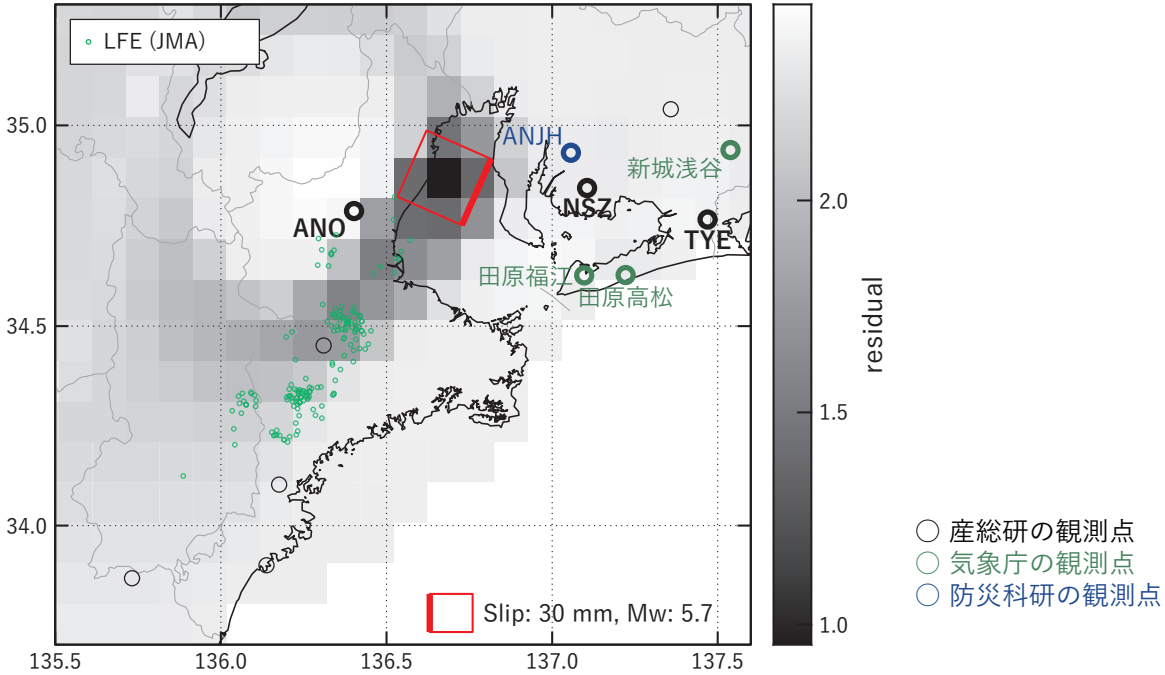 LFE (JMA)
35.0
34.5
34.0
ANJH
新城浅谷
NSZ
ANO
TYE
田原福江
田原高松
Slip: 30 mm, Mw: 5.7
135.5
136.0
136.5
137.0
137.5
2.0
1.5
1.0
residual
産総研の観測点
気象庁の観測点
防災科研の観測点